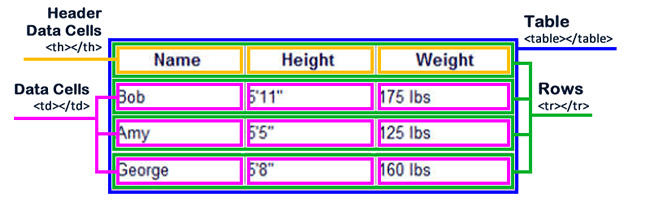 Header
Data Cells
<th></th>
Table
<table></table>
Name Height Weight
Data Cells
<td></td>
Bob 5'11" 175 lbs
Rows
<tr></tr>
Amy 5'5" 125 lbs
George 5'8" 160 lbs